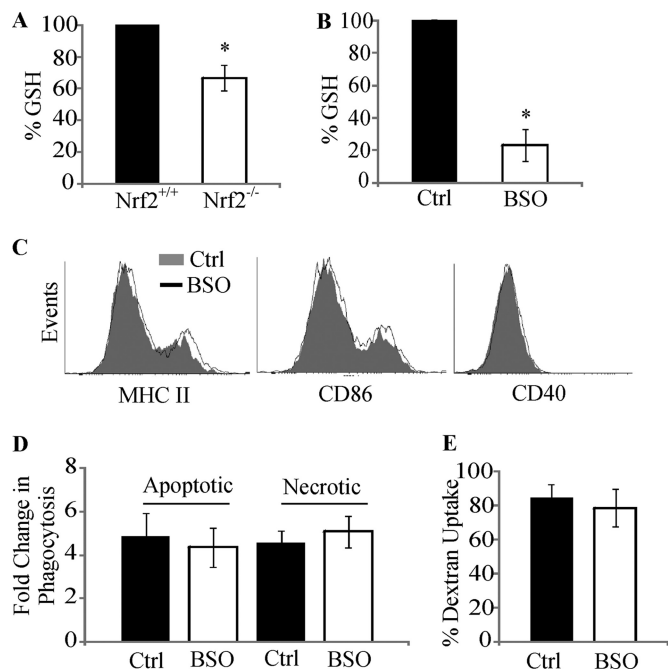 A
% GSH
100
80
60
40
20
0
*
Nrf2+/+ Nrf2-/-
B
% GSH
100
80
60
40
20
0
*
Ctrl BSO
C
Events
Ctrl
BSO
MHC II
CD86
CD40
D
Fold Change in
Phagocytosis
8
6
4
2
0
Apoptotic Necrotic
Ctrl BSO Ctrl BSO
E
% Dextran Uptake
100
80
60
40
20
0
Ctrl BSO